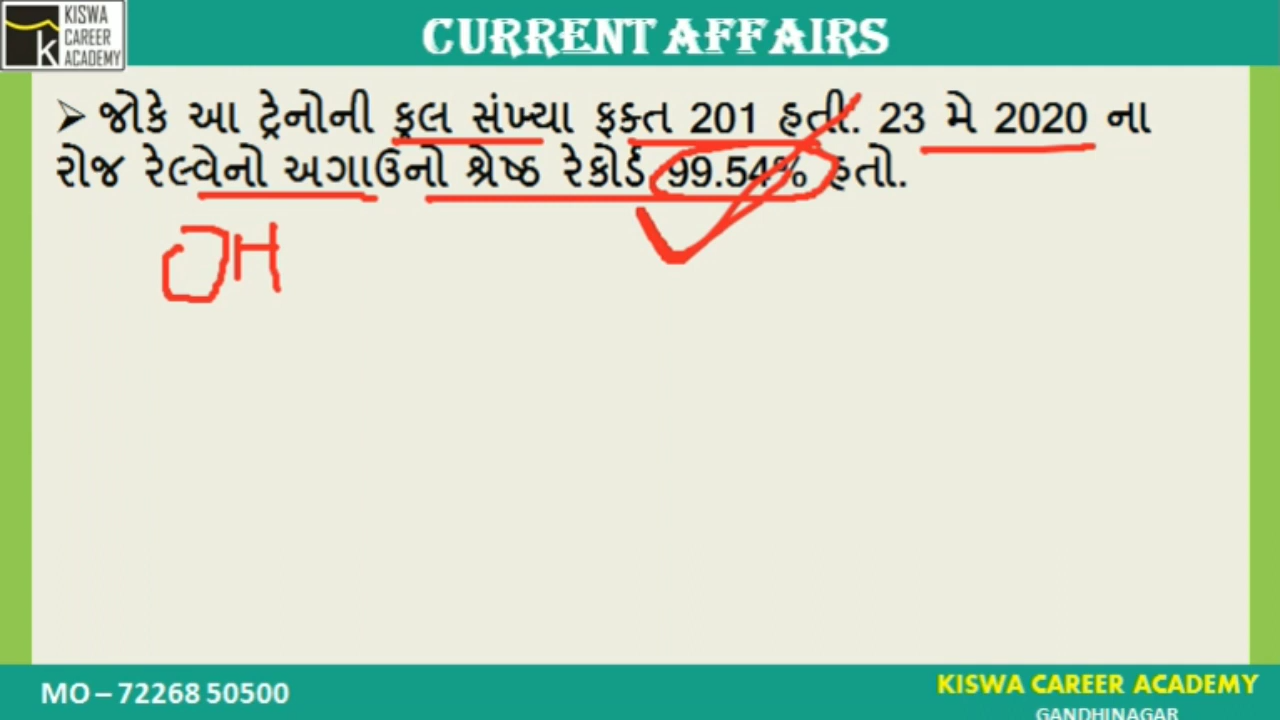 KISWA
CAREER
ACADEMY
k
CURRENT AFFAIRS
➢ જોકે આ ટ્રેનોની કુલ સંખ્યા ફક્ત 201 હતી. 23 મે 2020 ના
રોજ રેલ્વેનો અગાઉનો શ્રેષ્ઠ રેકોર્ડ 99.54% હતો.
MO – 72268 50500
KISWA CAREER ACADEMY
GANDHINAGAR